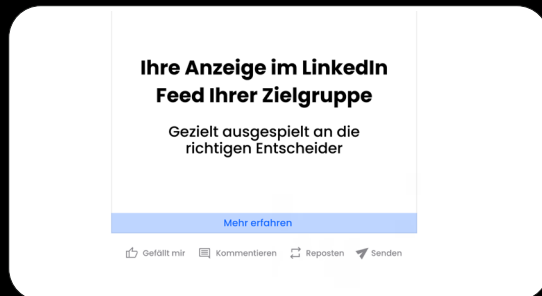 Ihre Anzeige im LinkedIn
Feed Ihrer Zielgruppe
Gezielt ausgespielt an die
richtigen Entscheider
Mehr erfahren
Gefällt mir Kommentieren Reposten Senden